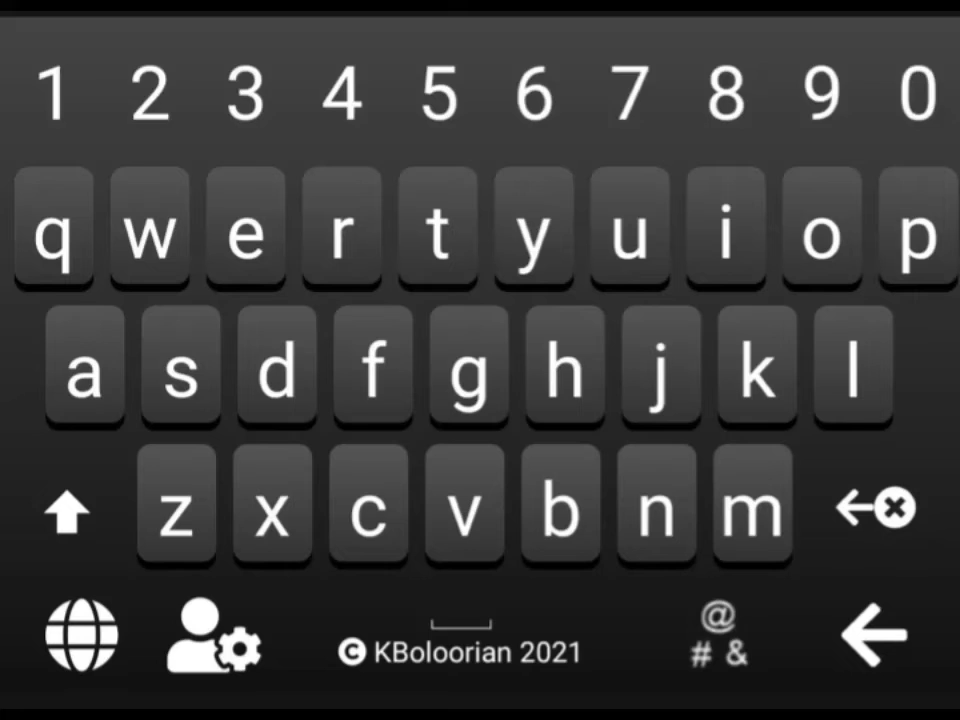 1 2 3 4 5 6 7 8 9 0
q w e r t y u i o p
a s d f g h j k l
z x c v b n m
@
© KBoloorian 2021 # &